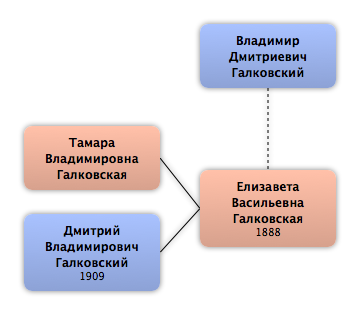 Владимир
Дмитриевич
Галковский
Тамара
Владимировна
Галковская
Елизавета
Васильевна
Галковская
1888
Дмитрий
Владимирович
Галковский
1909